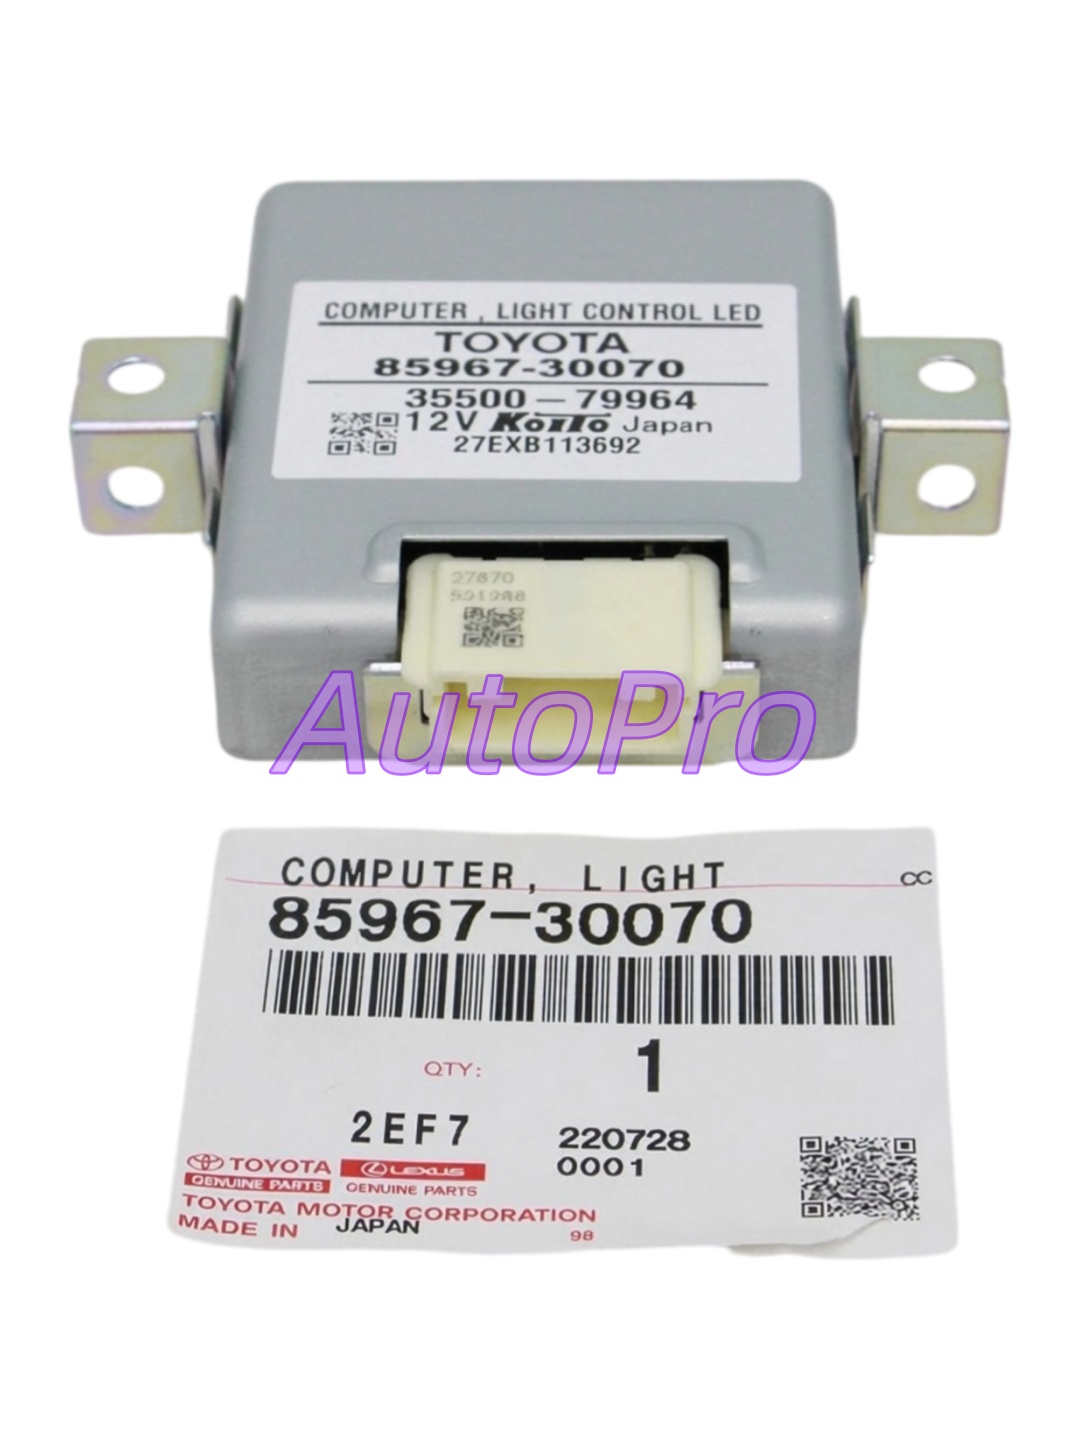 COMPUTER , LIGHT CONTROL LED
TOYOTA
85967-30070
35500-79964
12V KOITO Japan
27EXB113692
27870
AutoPro
COMPUTER, LIGHT
CC
85967-30070
QTY: 1
2EF7
220728
0001
TOYOTA
GENUINE PARTS
LEXUS
GENUINE PARTS
TOYOTA MOTOR CORPORATION
MADE IN JAPAN
98